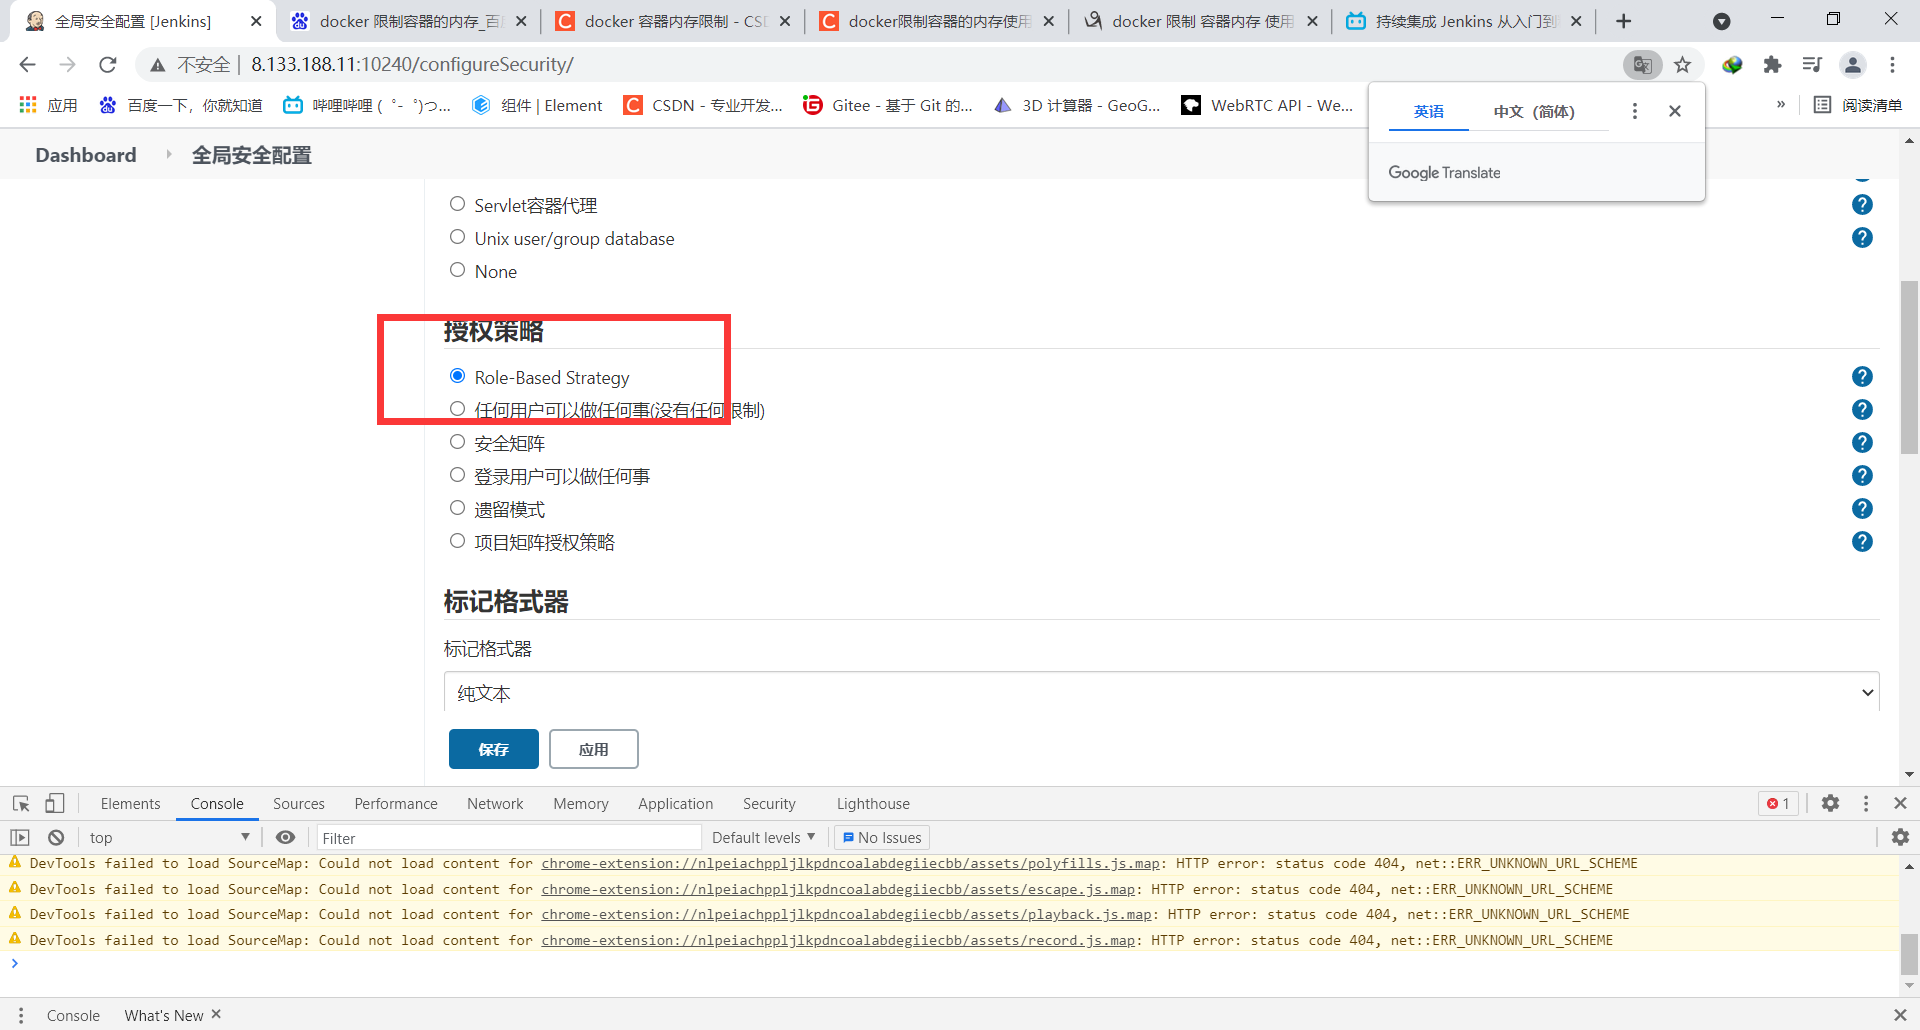 全局安全配置 [Jenkins]
docker 限制容器的内存_百
docker 容器内存限制 - CS
docker限制容器的内存使用
docker 限制 容器内存 使用
持续集成 Jenkins 从入门到
不安全 | 8.133.188.11:10240/configureSecurity/
应用
百度一下，你就知道
哔哩哔哩 ( ゜- ゜)つ...
组件 | Element
CSDN - 专业开发...
Gitee - 基于 Git 的...
3D 计算器 - GeoG...
WebRTC API - We...
»
阅读清单
英语
中文（简体）
Google Translate
Dashboard
全局安全配置
Servlet容器代理
Unix user/group database
None
授权策略
Role-Based Strategy
任何用户可以做任何事(没有任何限制)
安全矩阵
登录用户可以做任何事
遗留模式
项目矩阵授权策略
标记格式器
标记格式器
纯文本
保存
应用
Elements
Console
Sources
Performance
Network
Memory
Application
Security
Lighthouse
1
top
Filter
Default levels
No Issues
DevTools failed to load SourceMap: Could not load content for chrome-extension://nlpeiachppljlkpdncoalabdegiiecbb/assets/polyfills.js.map: HTTP error: status code 404, net::ERR_UNKNOWN_URL_SCHEME
DevTools failed to load SourceMap: Could not load content for chrome-extension://nlpeiachppljlkpdncoalabdegiiecbb/assets/escape.js.map: HTTP error: status code 404, net::ERR_UNKNOWN_URL_SCHEME
DevTools failed to load SourceMap: Could not load content for chrome-extension://nlpeiachppljlkpdncoalabdegiiecbb/assets/playback.js.map: HTTP error: status code 404, net::ERR_UNKNOWN_URL_SCHEME
DevTools failed to load SourceMap: Could not load content for chrome-extension://nlpeiachppljlkpdncoalabdegiiecbb/assets/record.js.map: HTTP error: status code 404, net::ERR_UNKNOWN_URL_SCHEME
Console
What's New